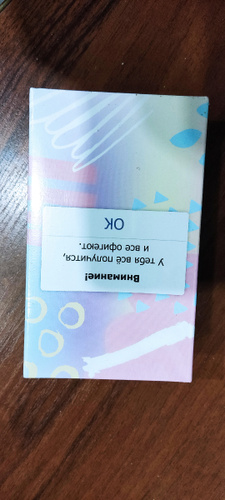 Внимание!
У тебя всё получится,
и все офигеют.
ОК